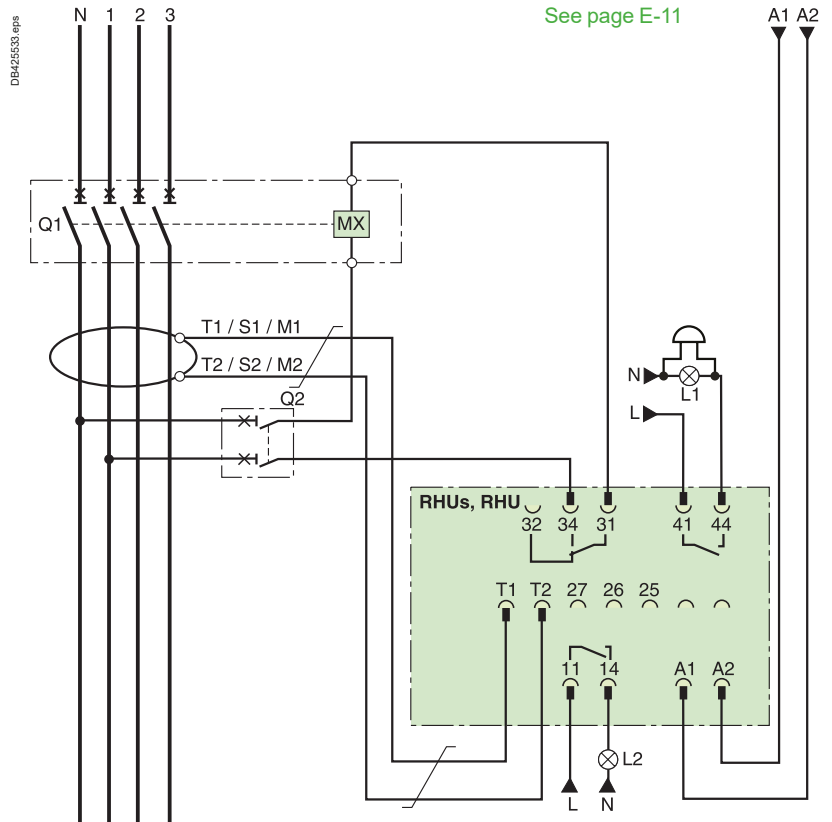 DB425533.eps
N 1 2 3
See page E-11
A1 A2
Q1
MX
T1 / S1 / M1
T2 / S2 / M2
Q2
N
L1
L
RHUs, RHU
32 34 31 41 44
T1 T2 27 26 25
11 14 A1 A2
L2
L N